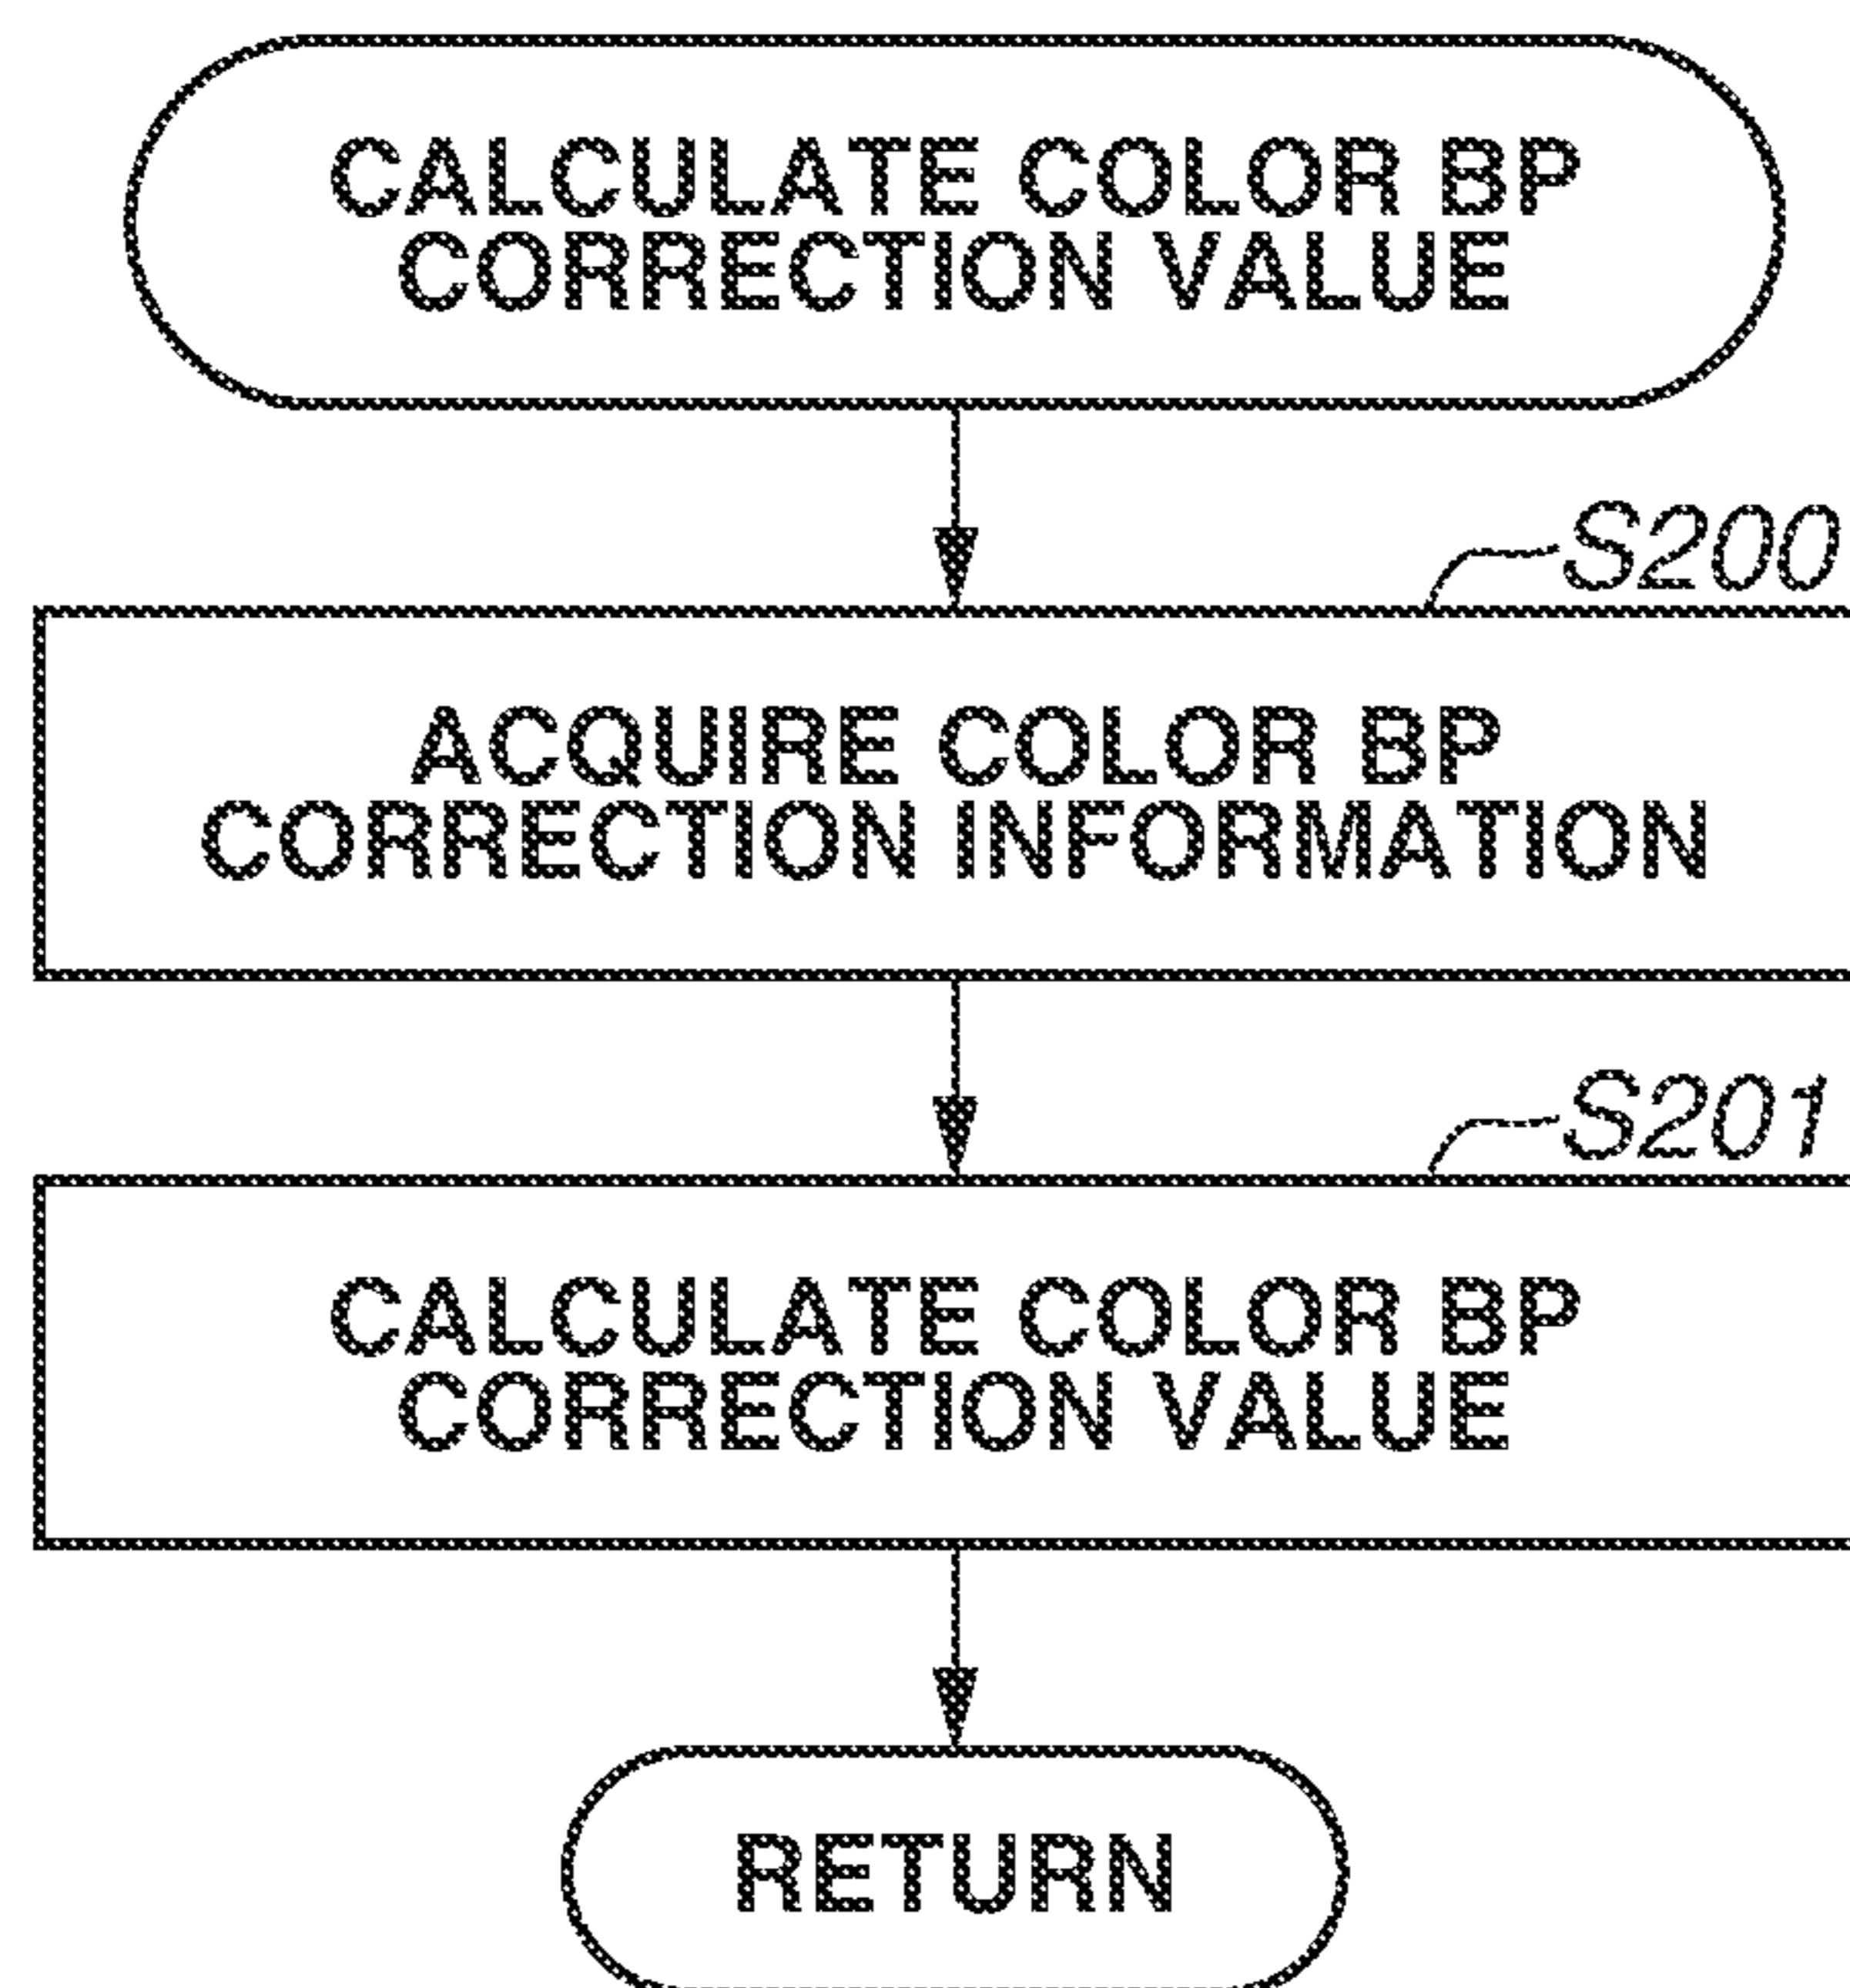 CALCULATE COLOR BP
CORRECTION VALUE
S200
ACQUIRE COLOR BP
CORRECTION INFORMATION
S201
CALCULATE COLOR BP
CORRECTION VALUE
RETURN